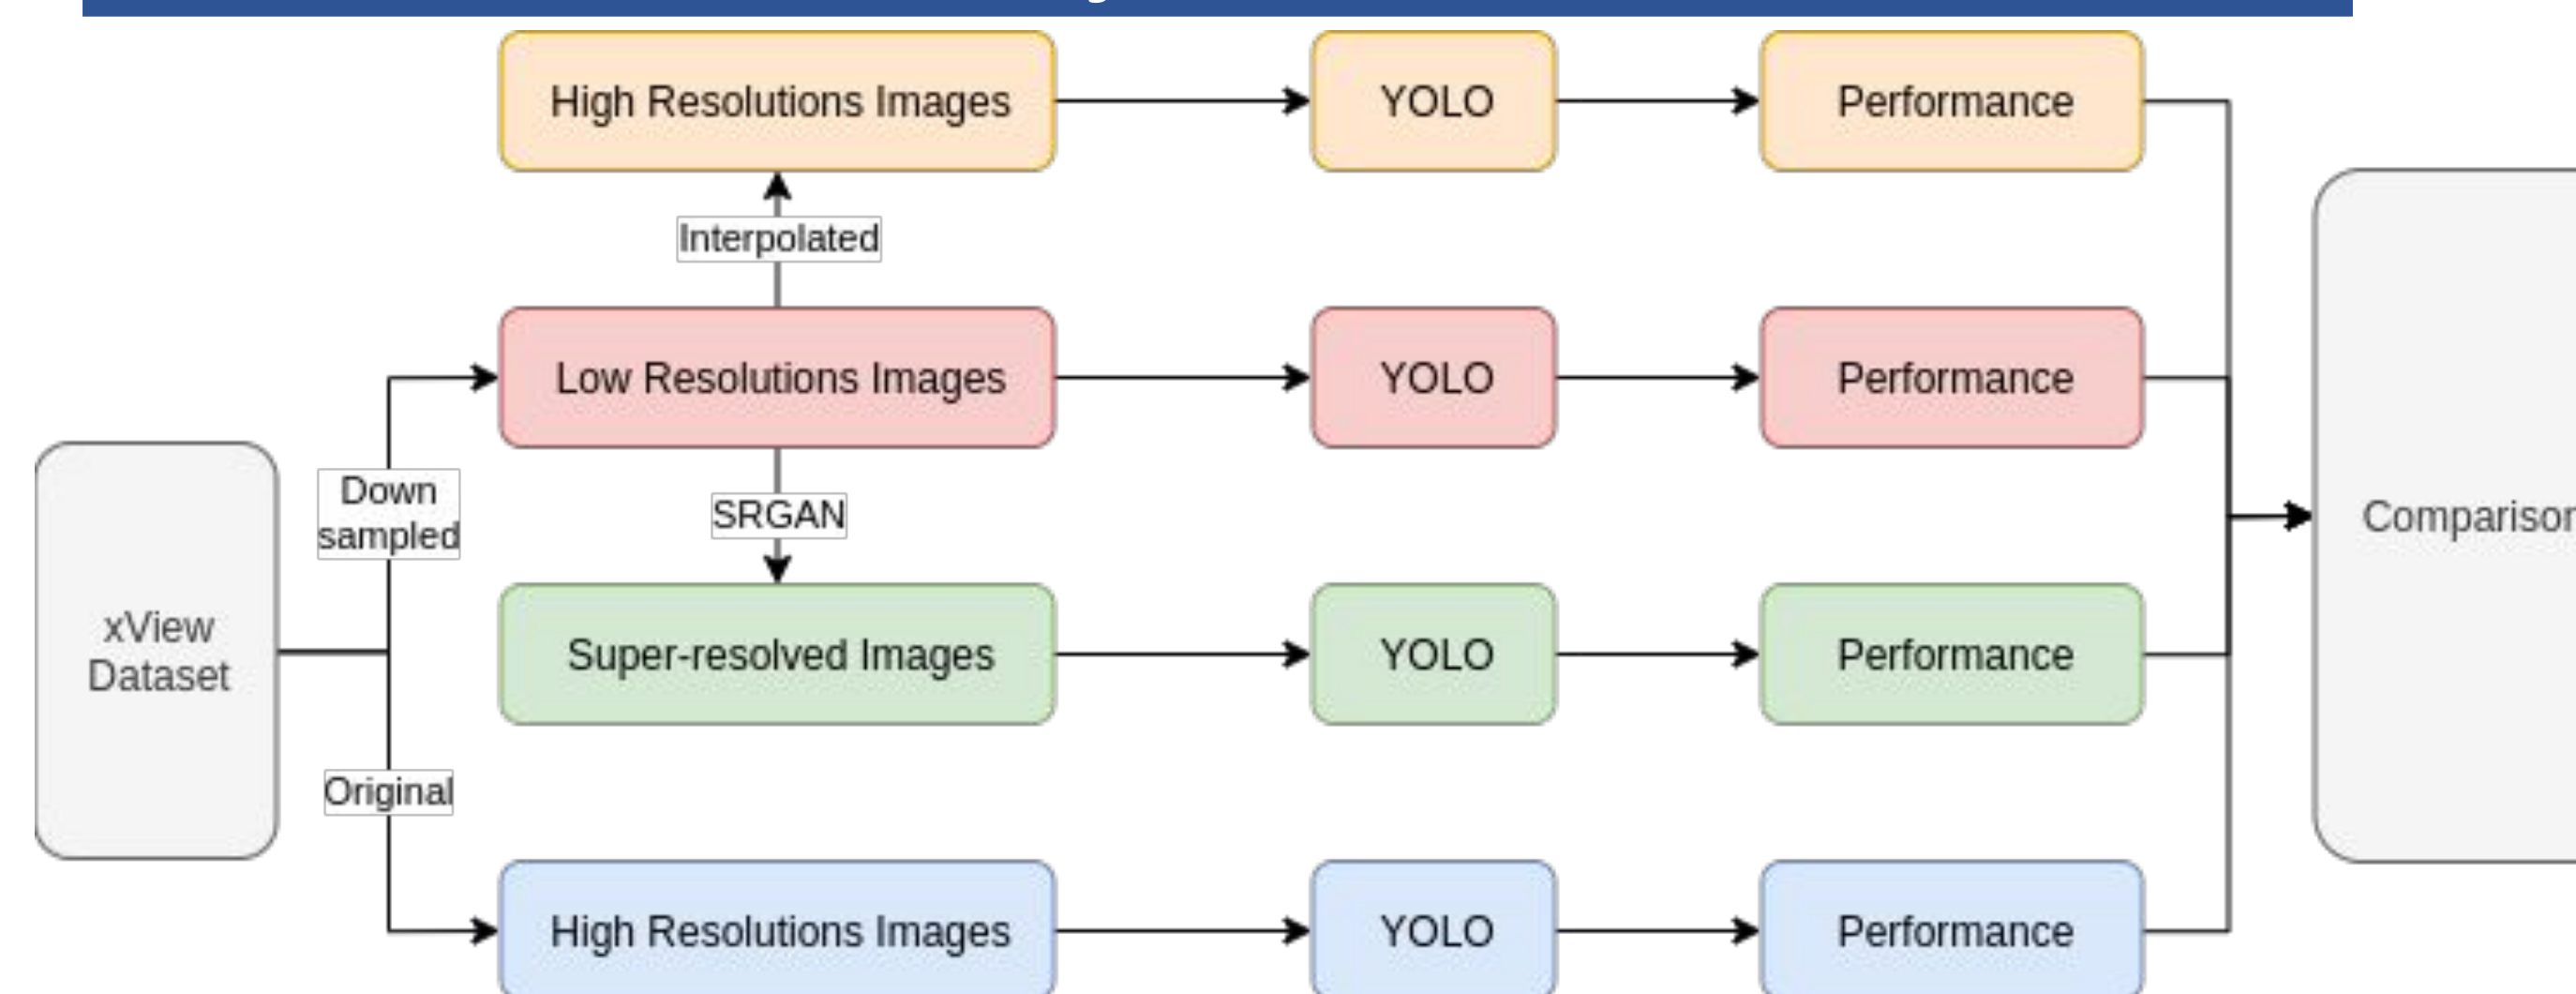 High Resolutions Images
YOLO
Performance
Interpolated
Low Resolutions Images
YOLO
Performance
Down
sampled
SRGAN
Comparison
xView
Dataset
Super-resolved Images
YOLO
Performance
Original
High Resolutions Images
YOLO
Performance